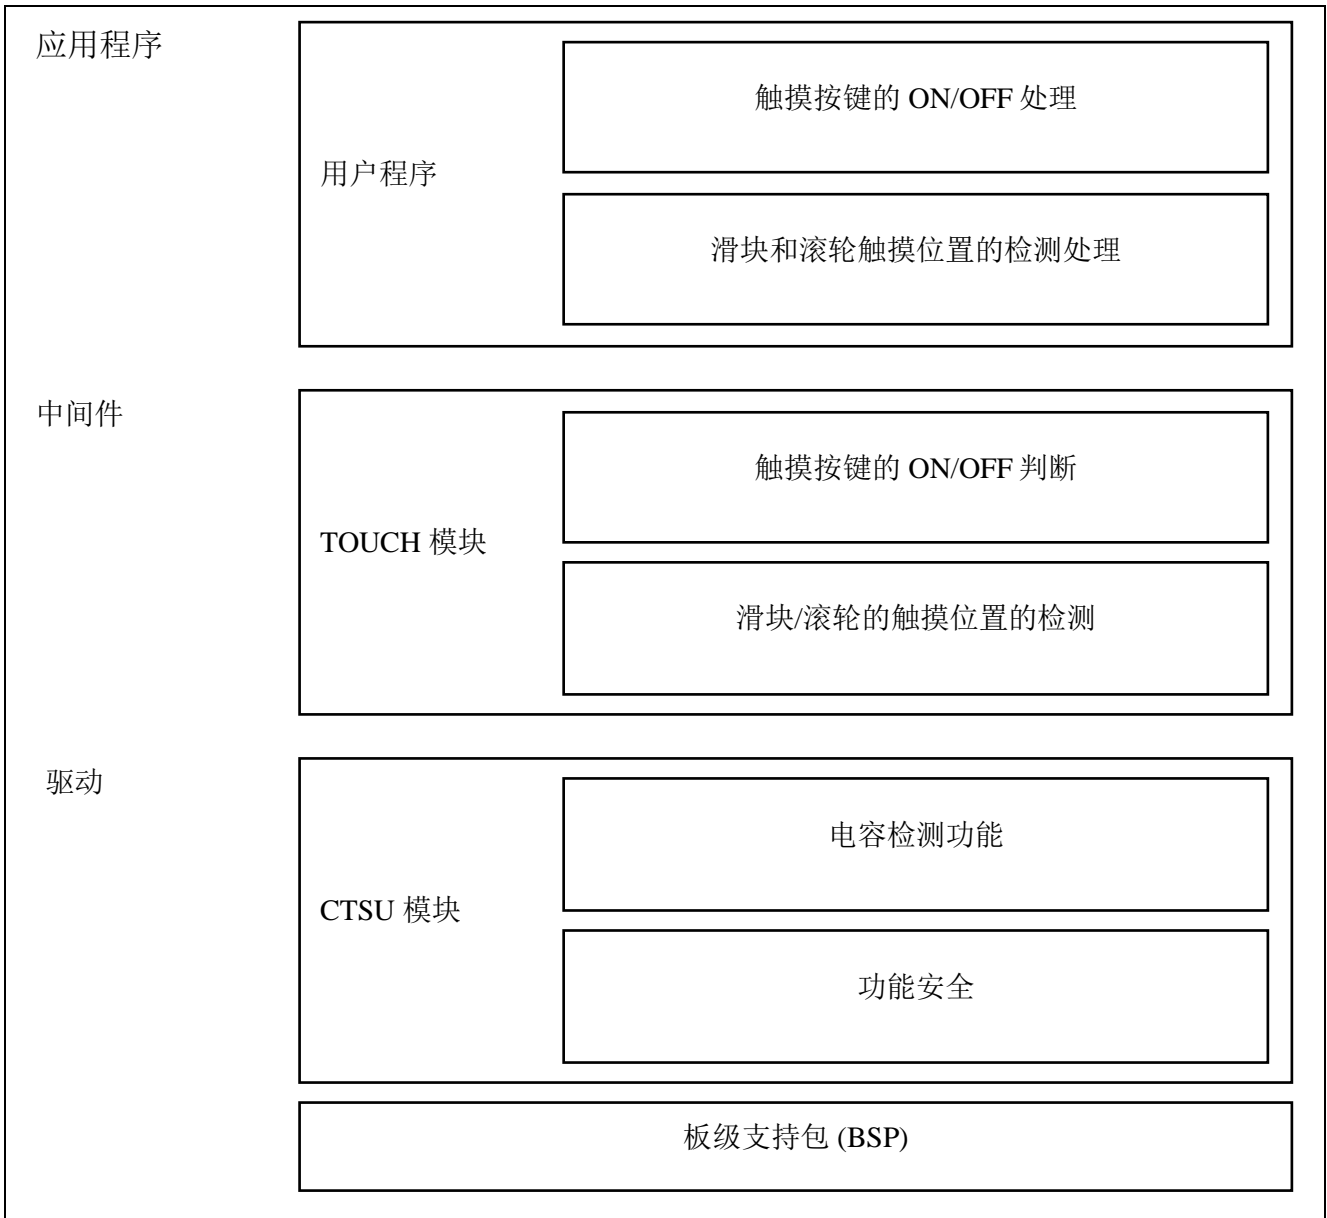 应用程序
触摸按键的 ON/OFF 处理
用户程序
滑块和滚轮触摸位置的检测处理
中间件
触摸按键的 ON/OFF 判断
TOUCH 模块
滑块/滚轮的触摸位置的检测
驱动
电容检测功能
CTSU 模块
功能安全
板级支持包 (BSP)